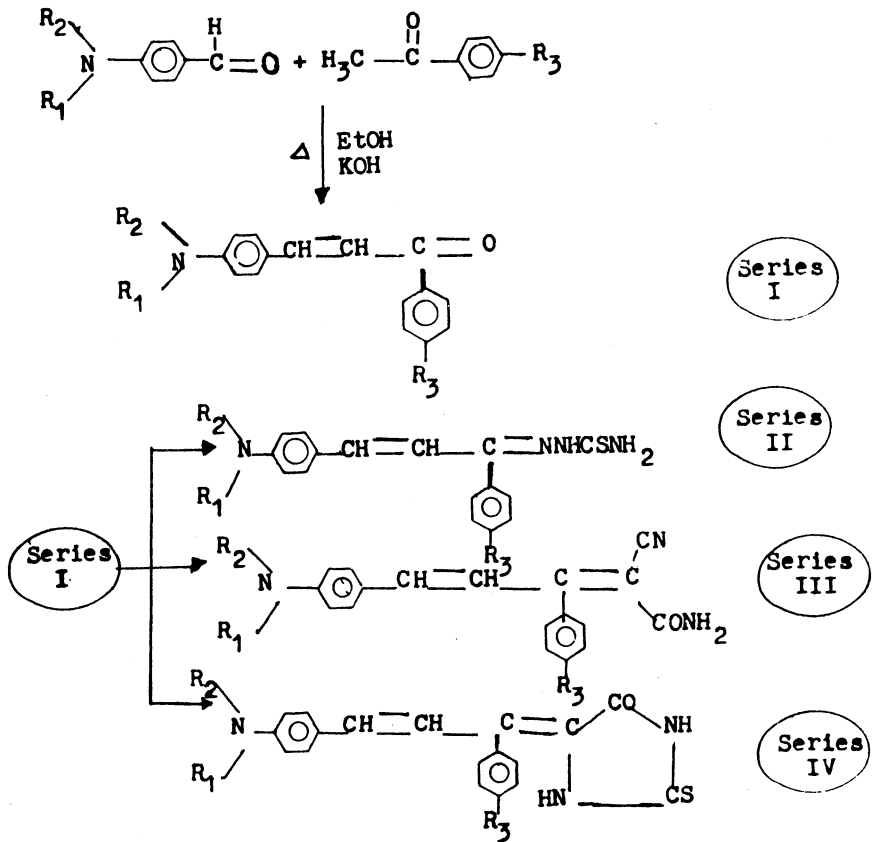 R2
H
N
C=O + H3C
O
C
R3
R1
Δ
EtOH
KOH
R2
N
CH=CH
C
O
R1
R3
Series
I
R2
N
CH=CH
C
NNHCSNH2
R1
R3
Series
II
Series
I
R2
N
CH=CH
C
C
CN
CONH2
R1
R3
Series
III
R2
N
CH=CH
C
C
CO
NH
R1
HN
CS
R3
Series
IV